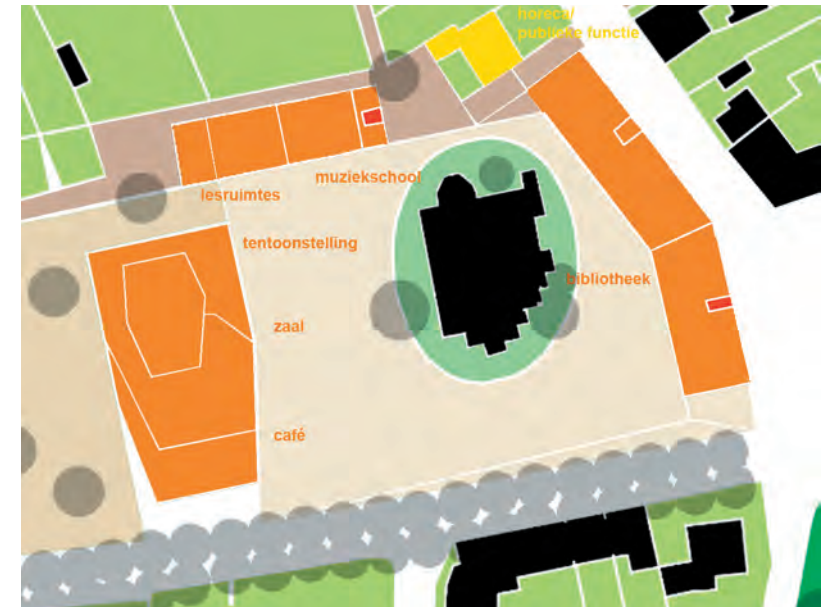 horeca/
publieke functie
muziekschool
lesruimtes
tentoonstelling
bibliotheek
zaal
café